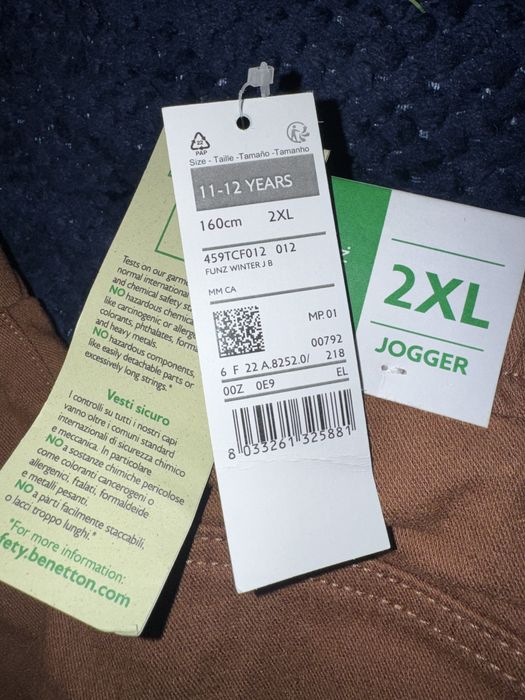 22
PAP
Size - Taille - Tamaño - Tamanho
11-12 YEARS
160cm 2XL
459TCF012 012
FUNZ WINTER J B
MM CA
MP.01
00792
6 F 22 A.8252.0/ 218
00Z 0E9 EL
8 033261 325881
2XL
JOGGER
Tests on our garm
normal international
and chemical safety st
NO hazardous chemic
like carcinogenic or allerge
colorants, phthalates, forma
and heavy metals.
NO hazardous components,
like easily detachable parts or
excessively long strings.*
Vesti sicuro
I controlli su tutti i nostri capi
vanno oltre i comuni standard
internazionali di sicurezza chimico
e meccanica. In particolare
NO a sostanze chimiche pericolose
come coloranti cancerogeni o
allergenici, ftalati, formaldeide
e metalli pesanti.
NO a parti facilmente staccabili,
o lacci troppo lunghi.*
*For more information:
fety.benetton.com